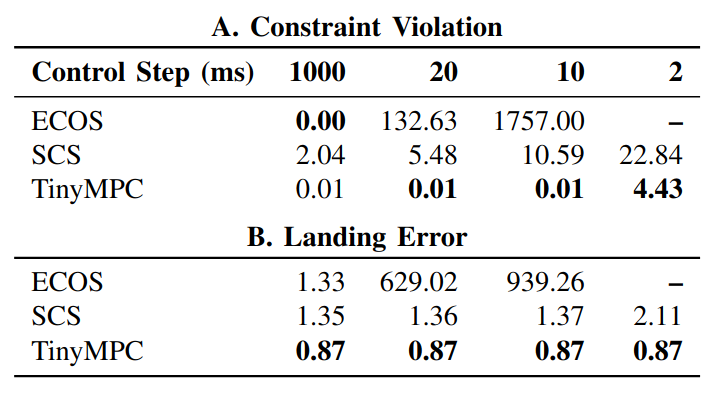 A. Constraint Violation
Control Step (ms) 1000 20 10 2
ECOS 0.00 132.63 1757.00 –
SCS 2.04 5.48 10.59 22.84
TinyMPC 0.01 0.01 0.01 4.43
B. Landing Error
ECOS 1.33 629.02 939.26 –
SCS 1.35 1.36 1.37 2.11
TinyMPC 0.87 0.87 0.87 0.87